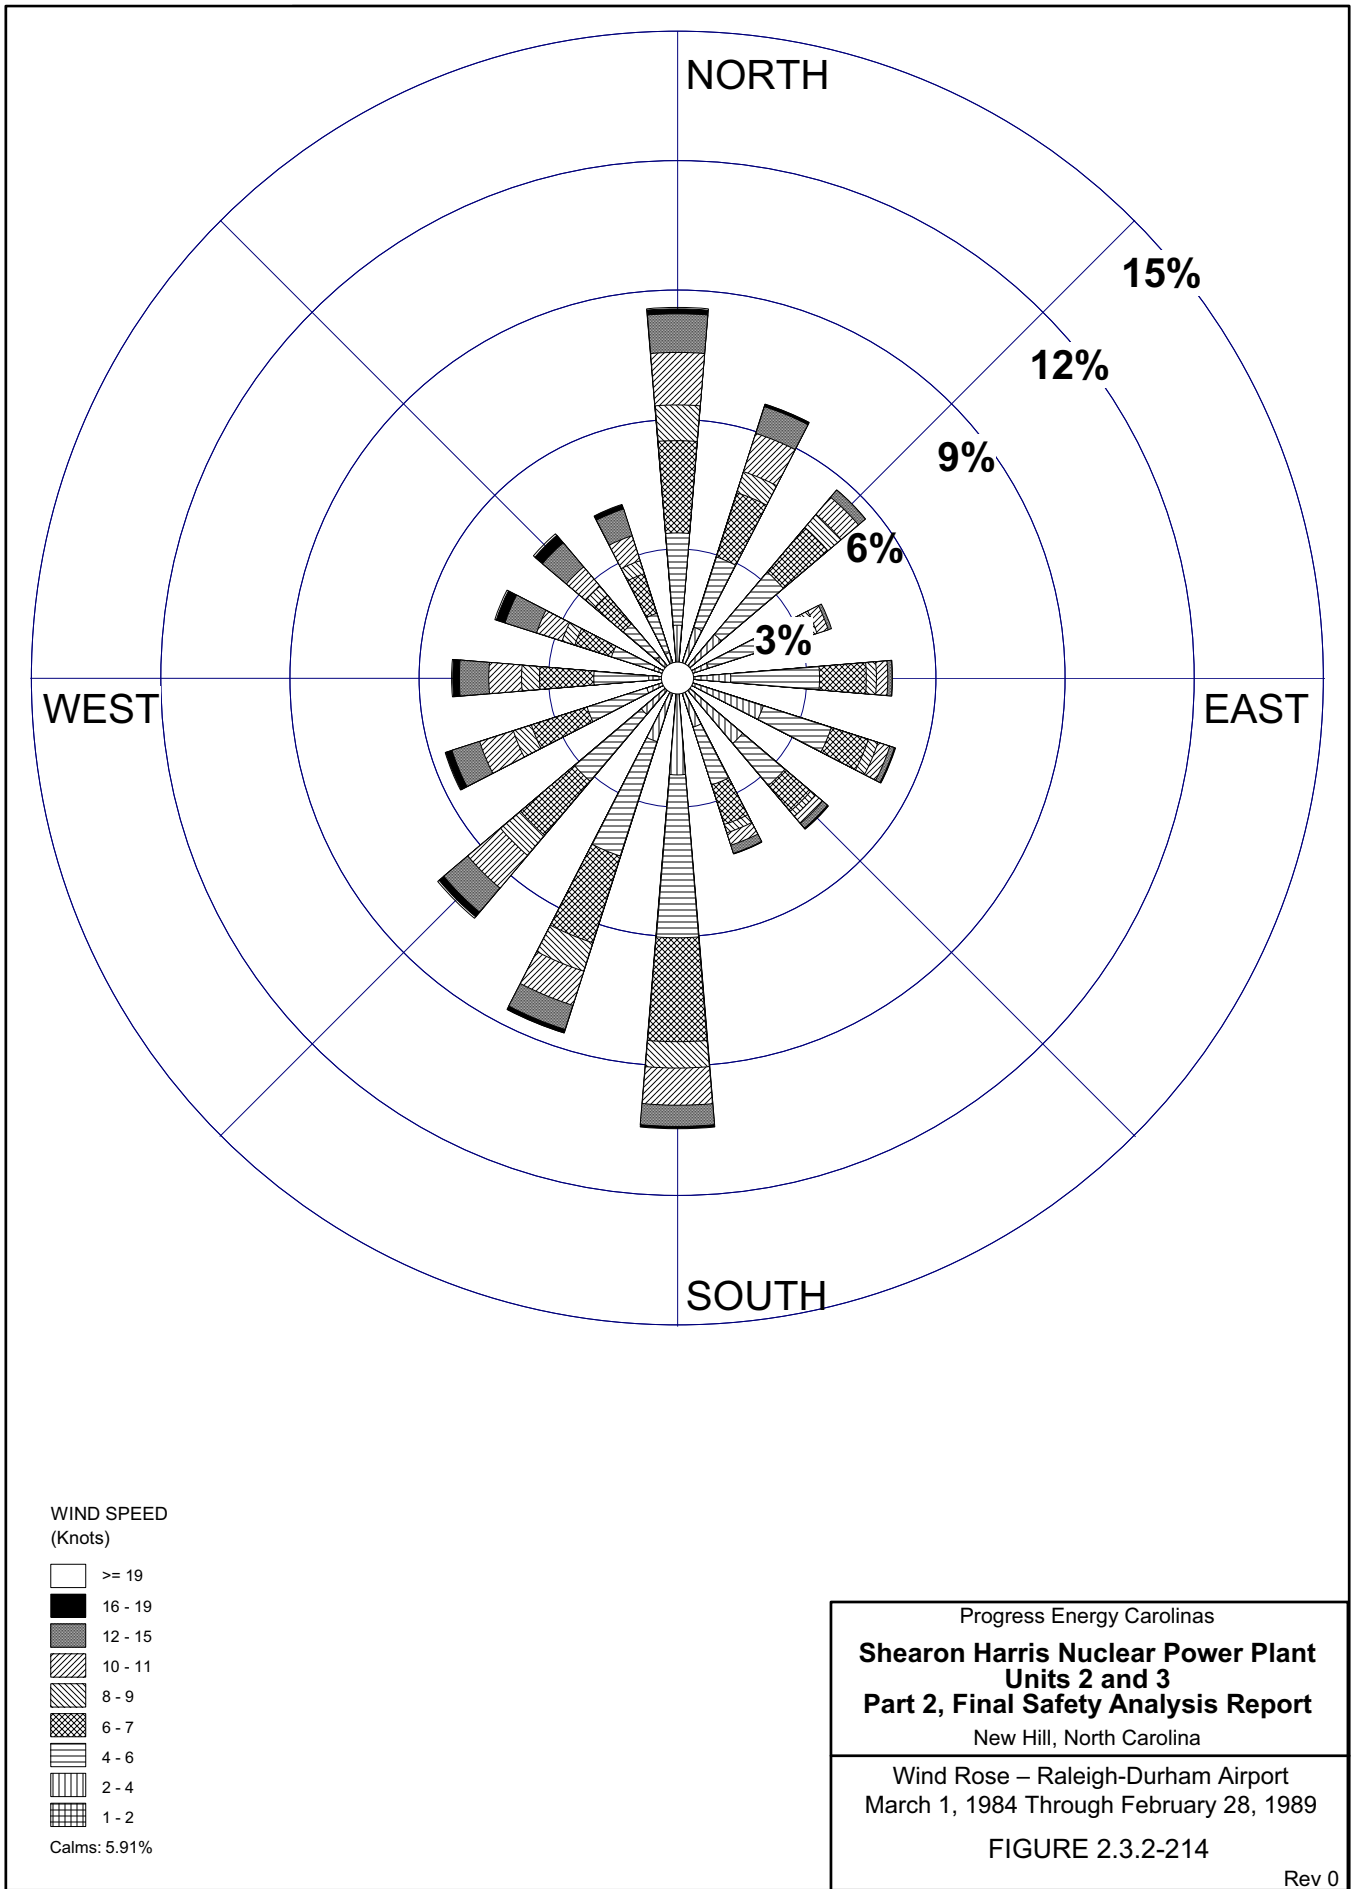 NORTH
15%
12%
9%
6%
3%
WEST
EAST
SOUTH
WIND SPEED
(Knots)
>= 19
16 - 19
12 - 15
10 - 11
8 - 9
6 - 7
4 - 6
2 - 4
1 - 2
Calms: 5.91%
Progress Energy Carolinas
Shearon Harris Nuclear Power Plant
Units 2 and 3
Part 2, Final Safety Analysis Report
New Hill, North Carolina
Wind Rose – Raleigh-Durham Airport
March 1, 1984 Through February 28, 1989
FIGURE 2.3.2-214
Rev 0